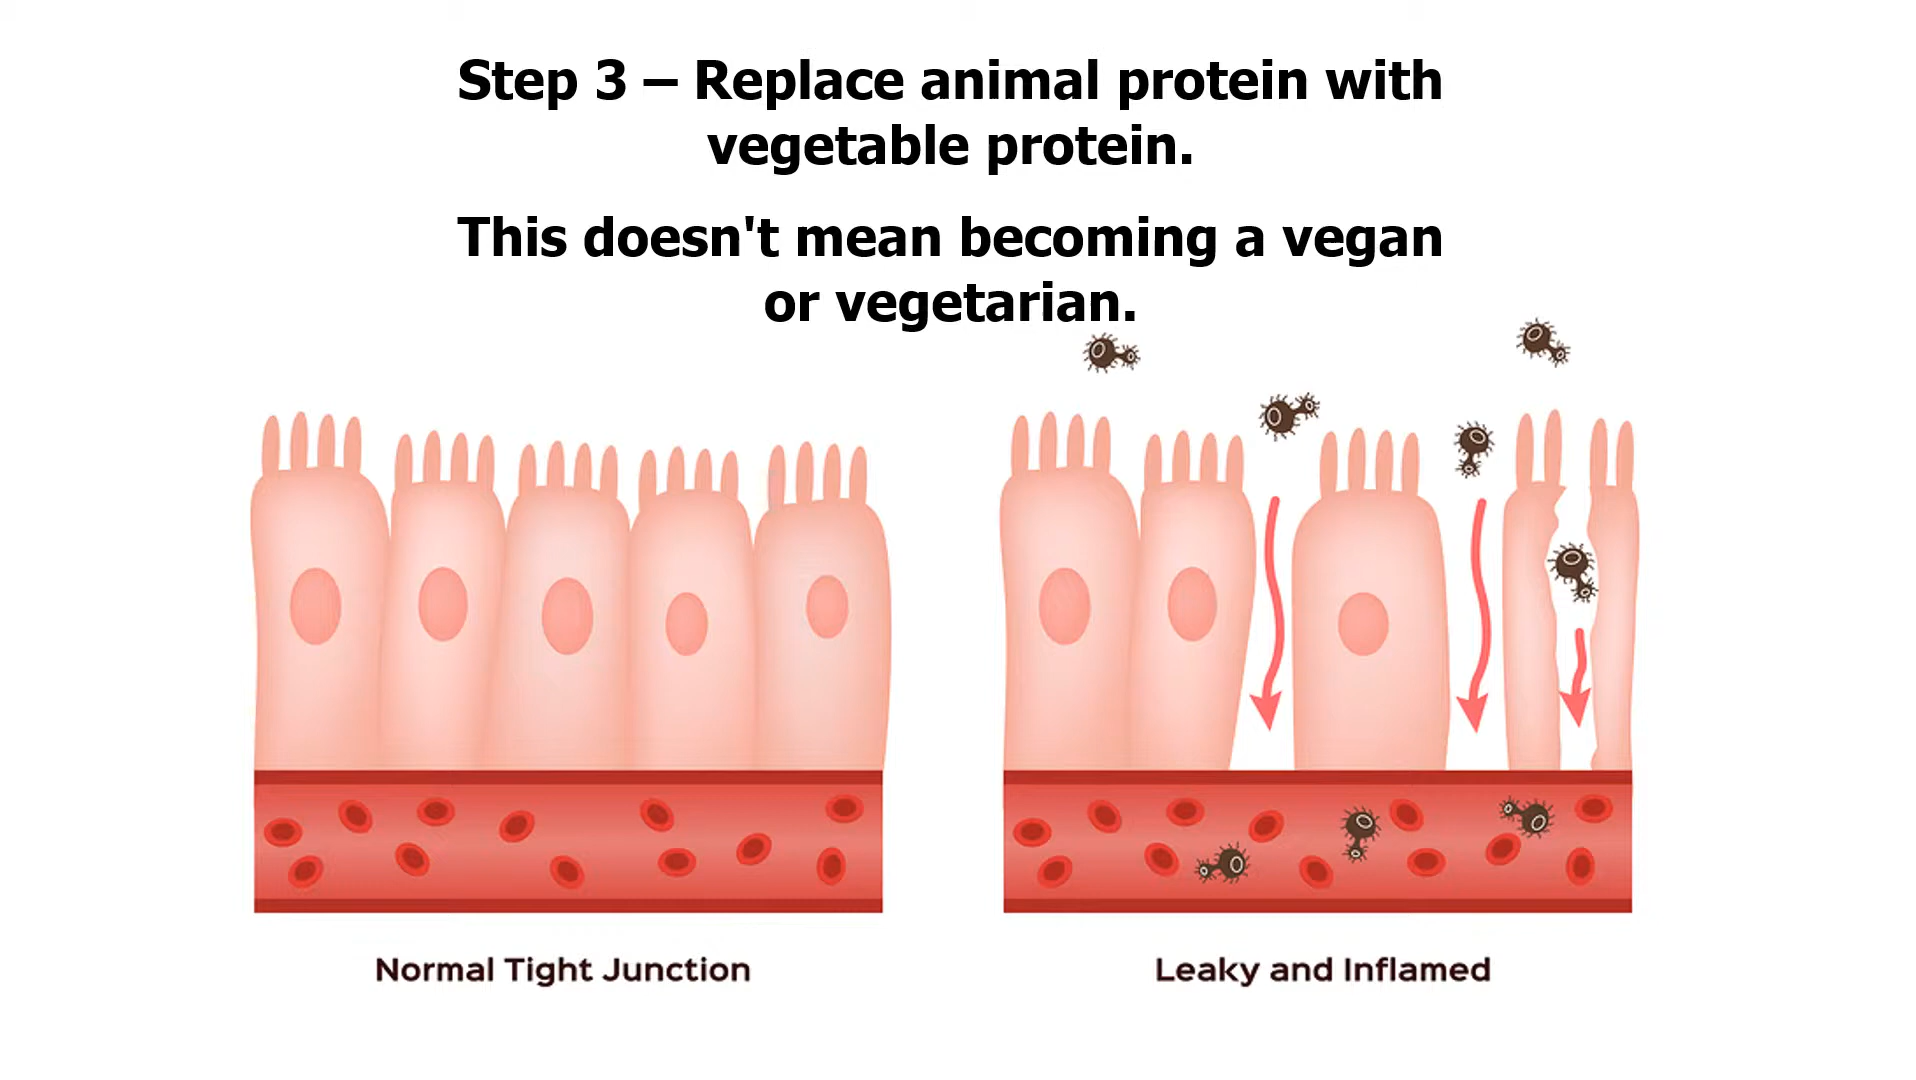 Step 3 – Replace animal protein with
vegetable protein.
This doesn't mean becoming a vegan
or vegetarian.
Normal Tight Junction
Leaky and Inflamed